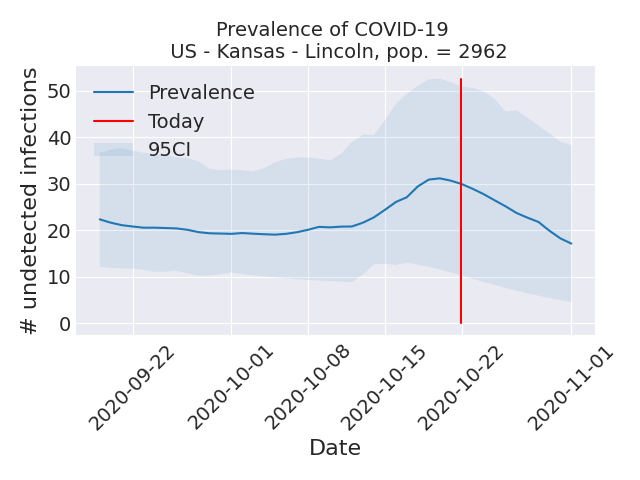 Prevalence of COVID-19
US - Kansas - Lincoln, pop. = 2962
# undetected infections
50
40
30
20
10
0
Prevalence
Today
95CI
2020-09-22
2020-10-01
2020-10-08
2020-10-15
2020-10-22
2020-11-01
Date